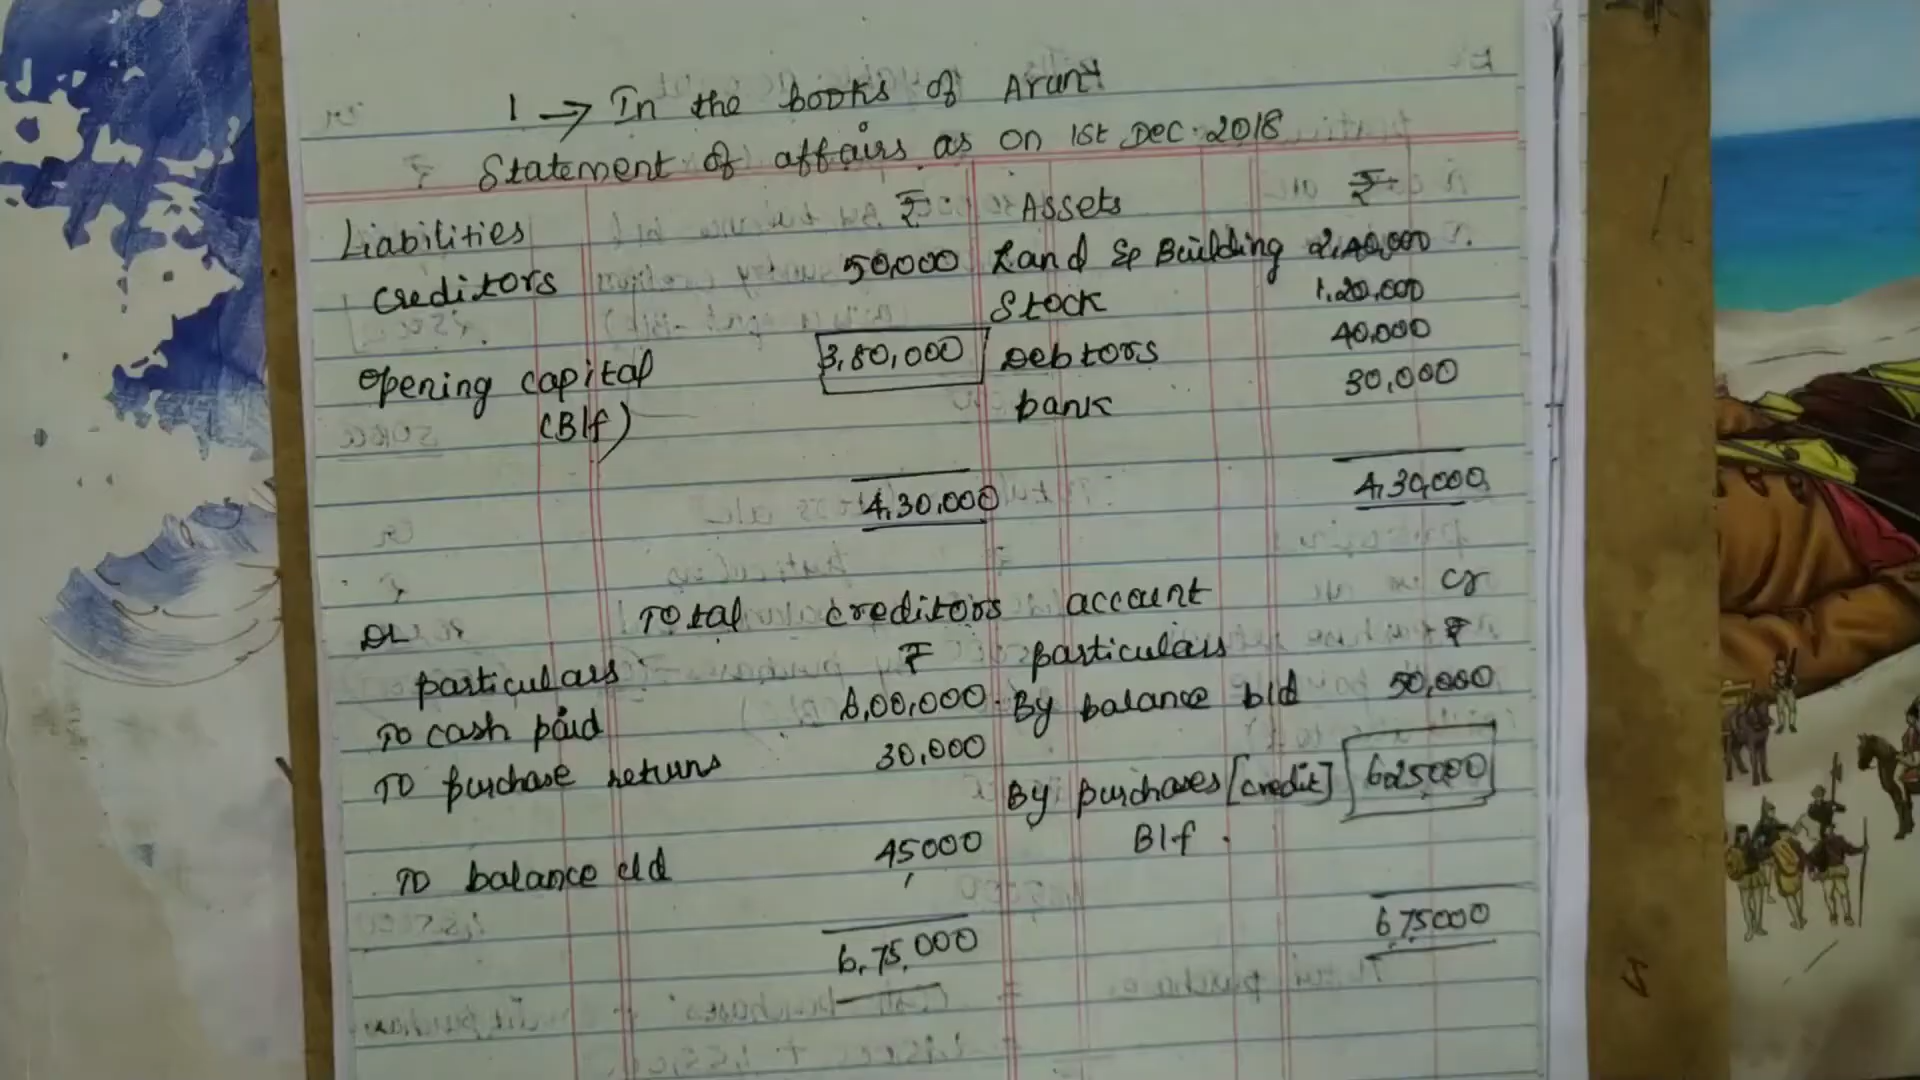 1 → In the books of Arun
Statement of affairs as on 1st Dec. 2018
Liabilities ₹ Assets ₹
Creditors 50,000 Land & Building 2,40,000
Stock 1,20,000
Opening capital 3,80,000 Debtors 40,000
(B/f) bank 30,000
4,30,000 4,30,000
Dr Total creditors account Cr
particulars ₹ particulars ₹
To cash paid 6,00,000 By balance b/d 50,000
To purchase returns 30,000 By purchases [credit] 625000
B/f.
To balance c/d 45000
6,75,000 675000